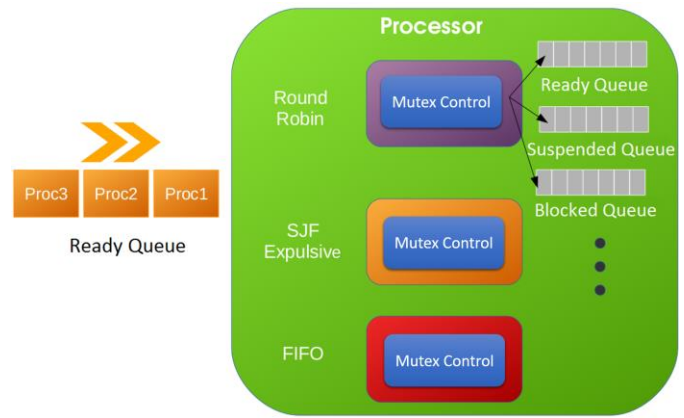 Processor
Round
Robin
Mutex Control
Ready Queue
Suspended Queue
Blocked Queue
Proc3 Proc2 Proc1
Ready Queue
SJF
Expulsive
Mutex Control
FIFO
Mutex Control